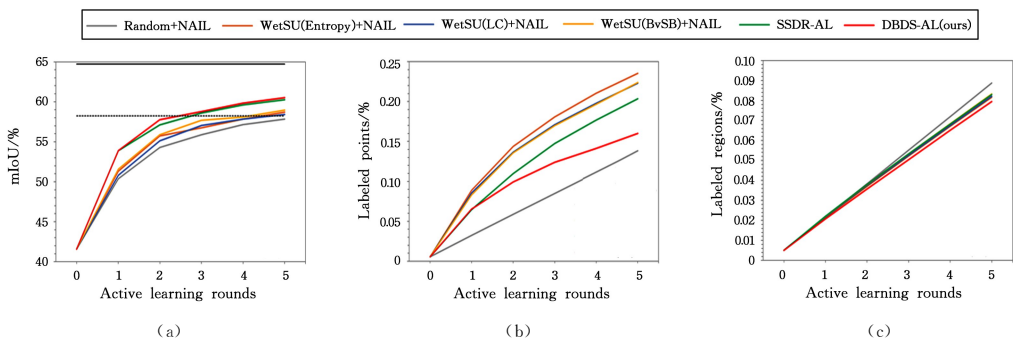 Random+NAIL WetSU(Entropy)+NAIL WetSU(LC)+NAIL WetSU(BvSB)+NAIL SSDR-AL DBDS-AL(ours)
mIoU/%
65
60
55
50
45
40
0 1 2 3 4 5
Active learning rounds
(a)
Labeled points/%
0.25
0.20
0.15
0.10
0.05
0
0 1 2 3 4 5
Active learning rounds
(b)
Labeled regions/%
0.10
0.09
0.08
0.07
0.06
0.05
0.04
0.03
0.02
0.01
0
0 1 2 3 4 5
Active learning rounds
(c)